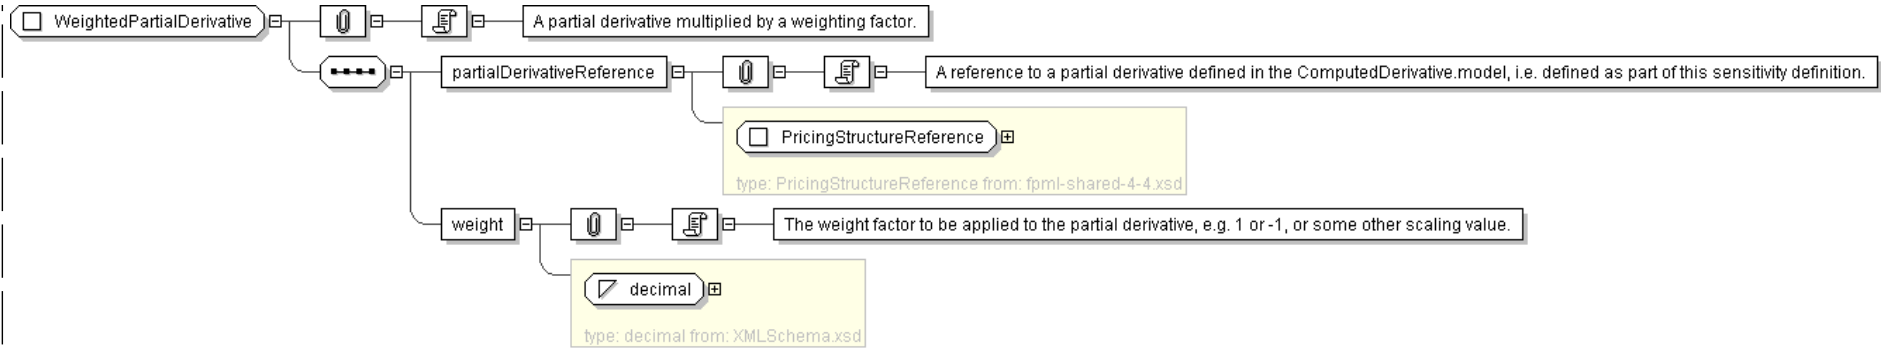 WeightedPartialDerivative
A partial derivative multiplied by a weighting factor.
partialDerivativeReference
A reference to a partial derivative defined in the ComputedDerivative.model, i.e. defined as part of this sensitivity definition.
PricingStructureReference
type: PricingStructureReference from: fpml-shared-4-4.xsd
weight
The weight factor to be applied to the partial derivative, e.g. 1 or -1, or some other scaling value.
decimal
type: decimal from: XMLSchema.xsd